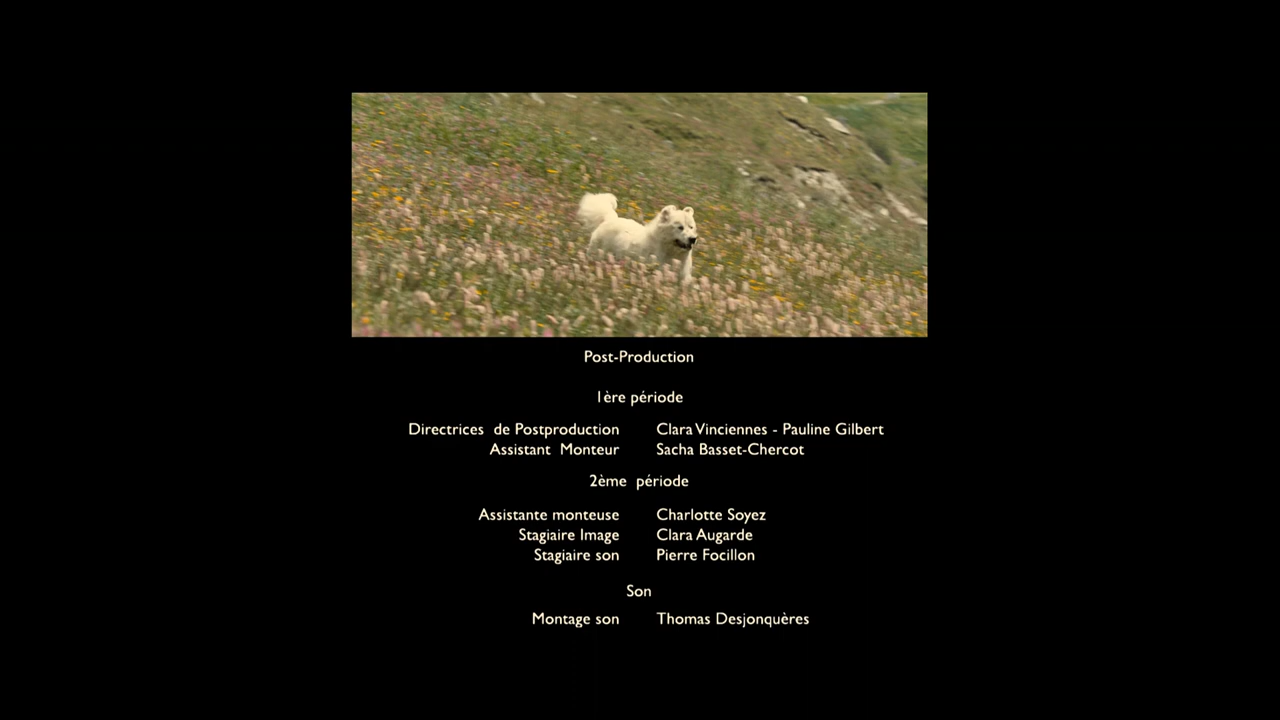 Post-Production
1ère période
Directrices de Postproduction Clara Vinciennes - Pauline Gilbert
Assistant Monteur Sacha Basset-Chercot
2ème période
Assistante monteuse Charlotte Soyez
Stagiaire Image Clara Augarde
Stagiaire son Pierre Focillon
Son
Montage son Thomas Desjonquères